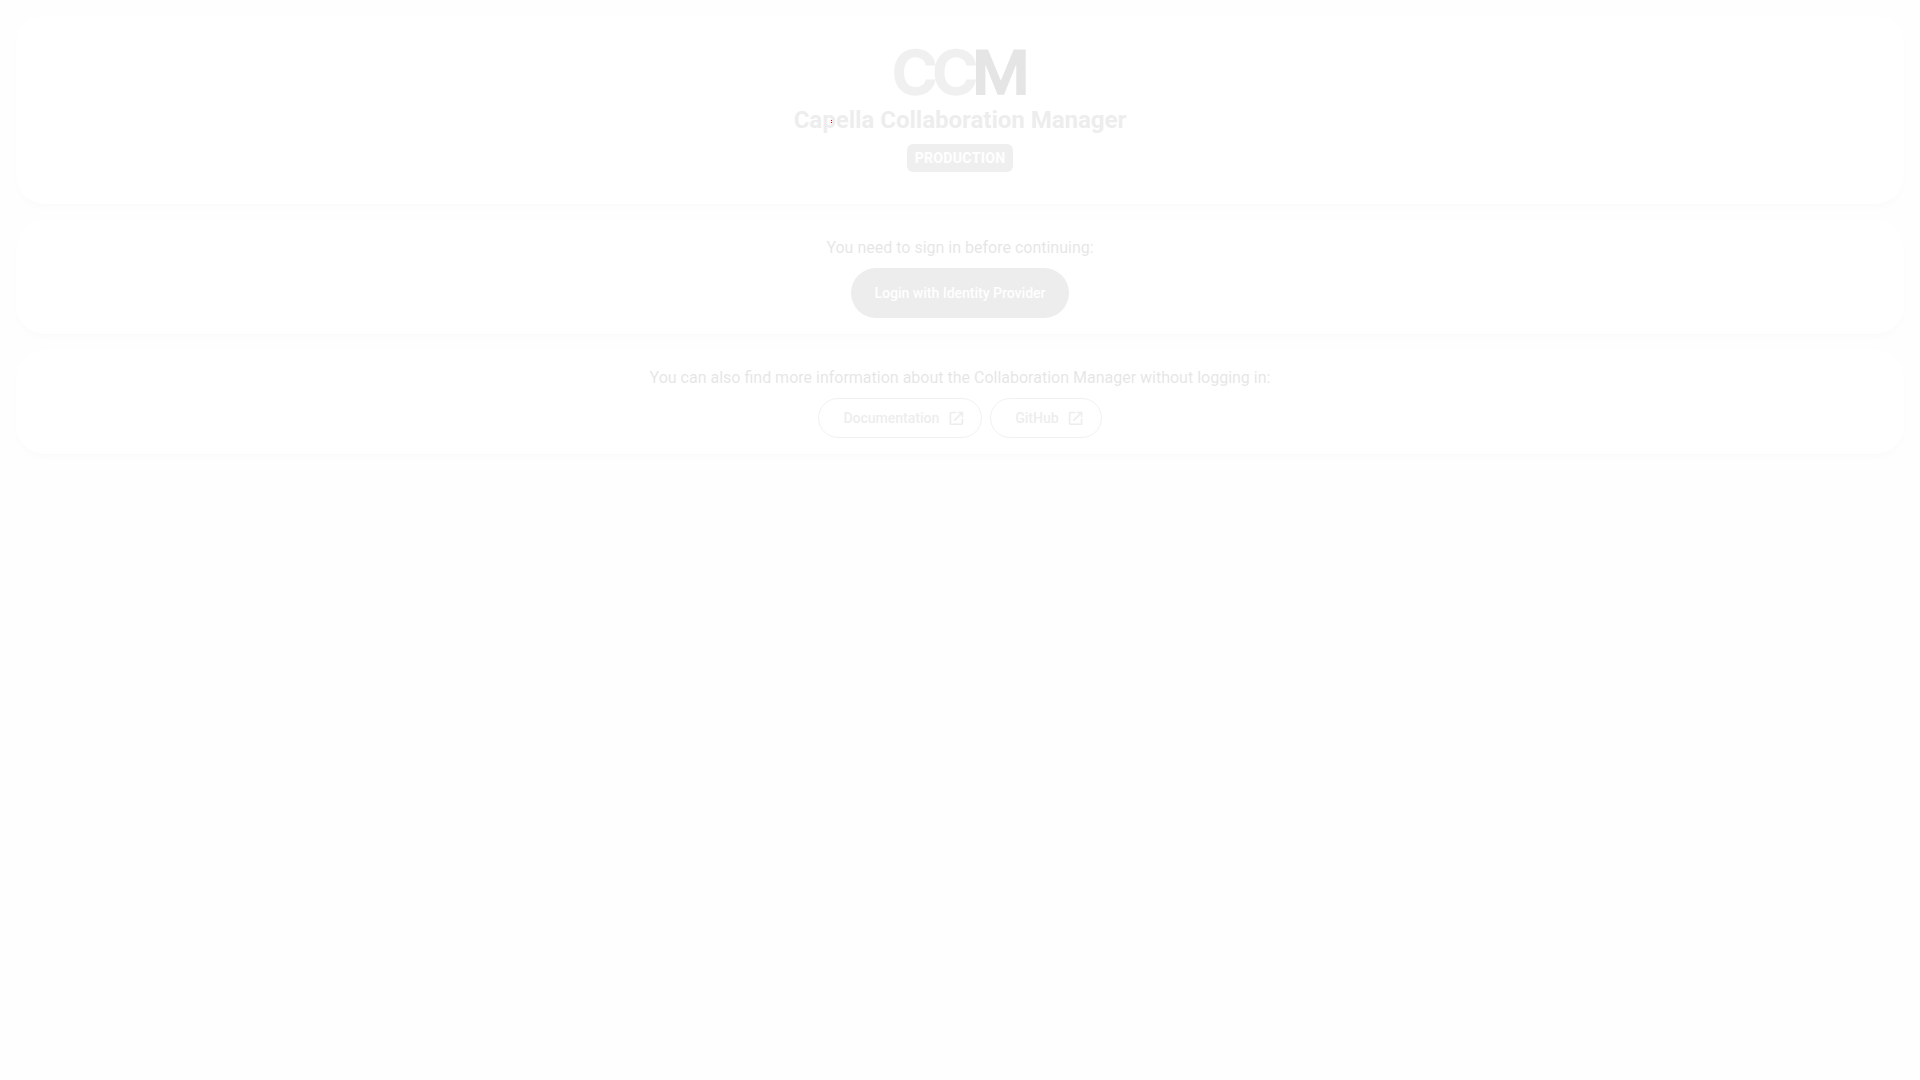 CCM
Capella Collaboration Manager
PRODUCTION
You need to sign in before continuing:
Login with Identity Provider
You can also find more information about the Collaboration Manager without logging in:
Documentation
GitHub